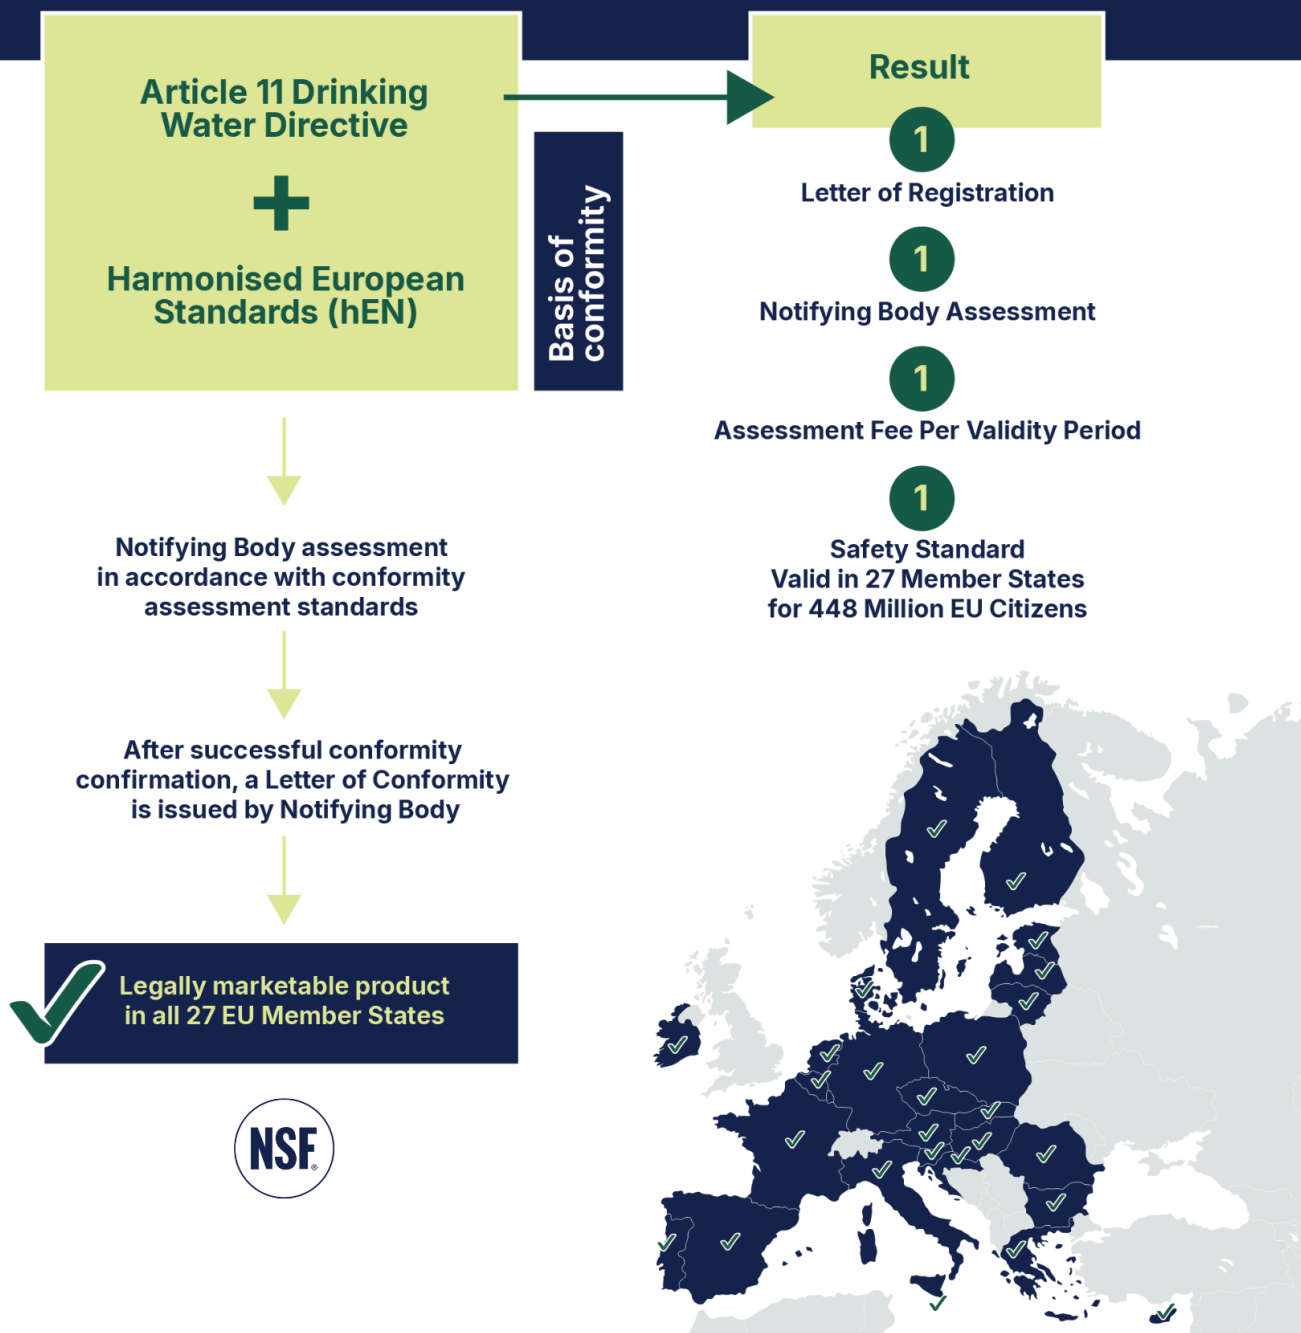 Article 11 Drinking
Water Directive
+
Harmonised European
Standards (hEN)
Basis of
conformity
Notifying Body assessment
in accordance with conformity
assessment standards
After successful conformity
confirmation, a Letter of Conformity
is issued by Notifying Body
Legally marketable product
in all 27 EU Member States
NSF®
Result
1
Letter of Registration
1
Notifying Body Assessment
1
Assessment Fee Per Validity Period
1
Safety Standard
Valid in 27 Member States
for 448 Million EU Citizens